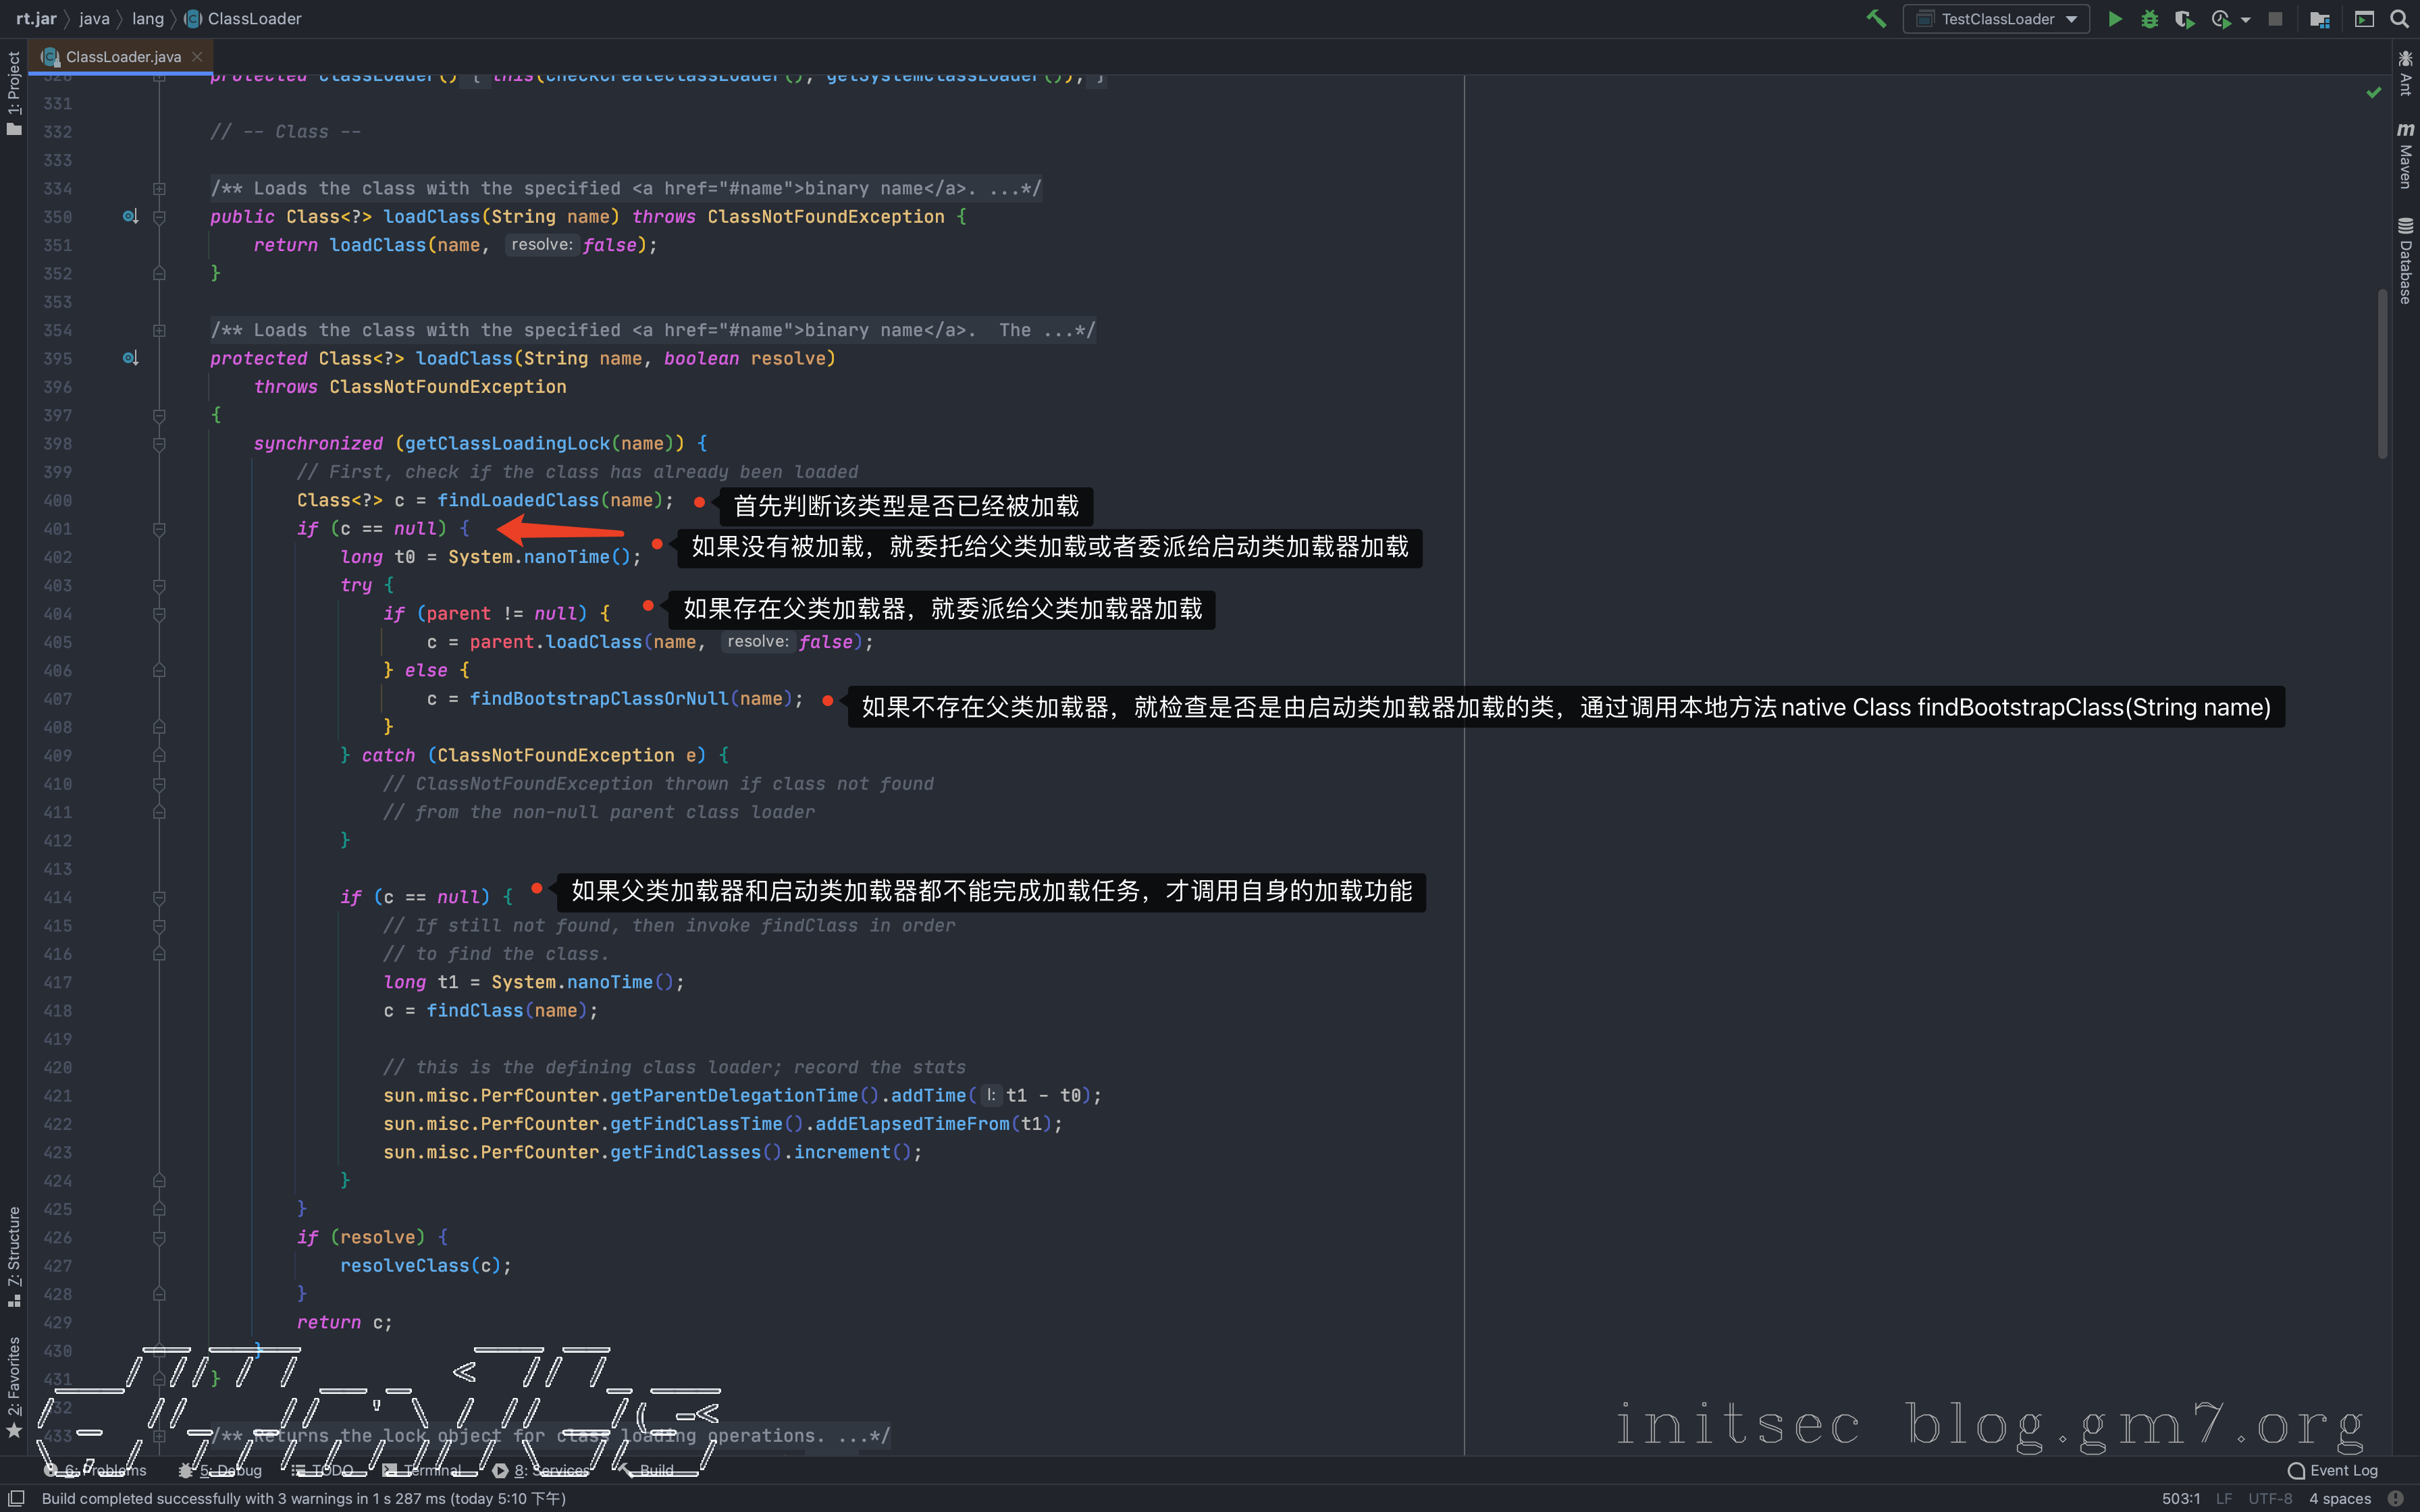 rt.jar java lang ClassLoader TestClassLoader
ClassLoader.java
protected ClassLoader() { this(checkCreateClassLoader(), getSystemClassLoader()); }
331
332 // -- Class --
333
334 /** Loads the class with the specified <a href="#name">binary name</a>. ...*/
350 public Class<?> loadClass(String name) throws ClassNotFoundException {
351 return loadClass(name, resolve: false);
352 }
353
354 /** Loads the class with the specified <a href="#name">binary name</a>.  The ...*/
395 protected Class<?> loadClass(String name, boolean resolve)
396 throws ClassNotFoundException
397 {
398 synchronized (getClassLoadingLock(name)) {
399 // First, check if the class has already been loaded
400 Class<?> c = findLoadedClass(name); 首先判断该类型是否已经被加载
401 if (c == null) {
如果没有被加载，就委托给父类加载或者委派给启动类加载器加载
402 long t0 = System.nanoTime();
403 try {
404 if (parent != null) { 如果存在父类加载器，就委派给父类加载器加载
405 c = parent.loadClass(name, resolve: false);
406 } else {
407 c = findBootstrapClassOrNull(name); 如果不存在父类加载器，就检查是否是由启动类加载器加载的类，通过调用本地方法native Class findBootstrapClass(String name)
408 }
409 } catch (ClassNotFoundException e) {
410 // ClassNotFoundException thrown if class not found
411 // from the non-null parent class loader
412 }
413
414 if (c == null) { 如果父类加载器和启动类加载器都不能完成加载任务，才调用自身的加载功能
415 // If still not found, then invoke findClass in order
416 // to find the class.
417 long t1 = System.nanoTime();
418 c = findClass(name);
419
420 // this is the defining class loader; record the stats
421 sun.misc.PerfCounter.getParentDelegationTime().addTime( l: t1 - t0);
422 sun.misc.PerfCounter.getFindClassTime().addElapsedTimeFrom(t1);
423 sun.misc.PerfCounter.getFindClasses().increment();
424 }
425 }
426 if (resolve) {
427 resolveClass(c);
428 }
429 return c;
430 }
431 }
432
433 /** Returns the lock object for class loading operations. ...*/
initsec blog.gm7.org
6: Problems 5: Debug TODO Terminal 8: Services Build Event Log
Build completed successfully with 3 warnings in 1 s 287 ms (today 5:10 下午) 503:1 LF UTF-8 4 spaces
1: Project
7: Structure
2: Favorites
Ant
Maven
Database